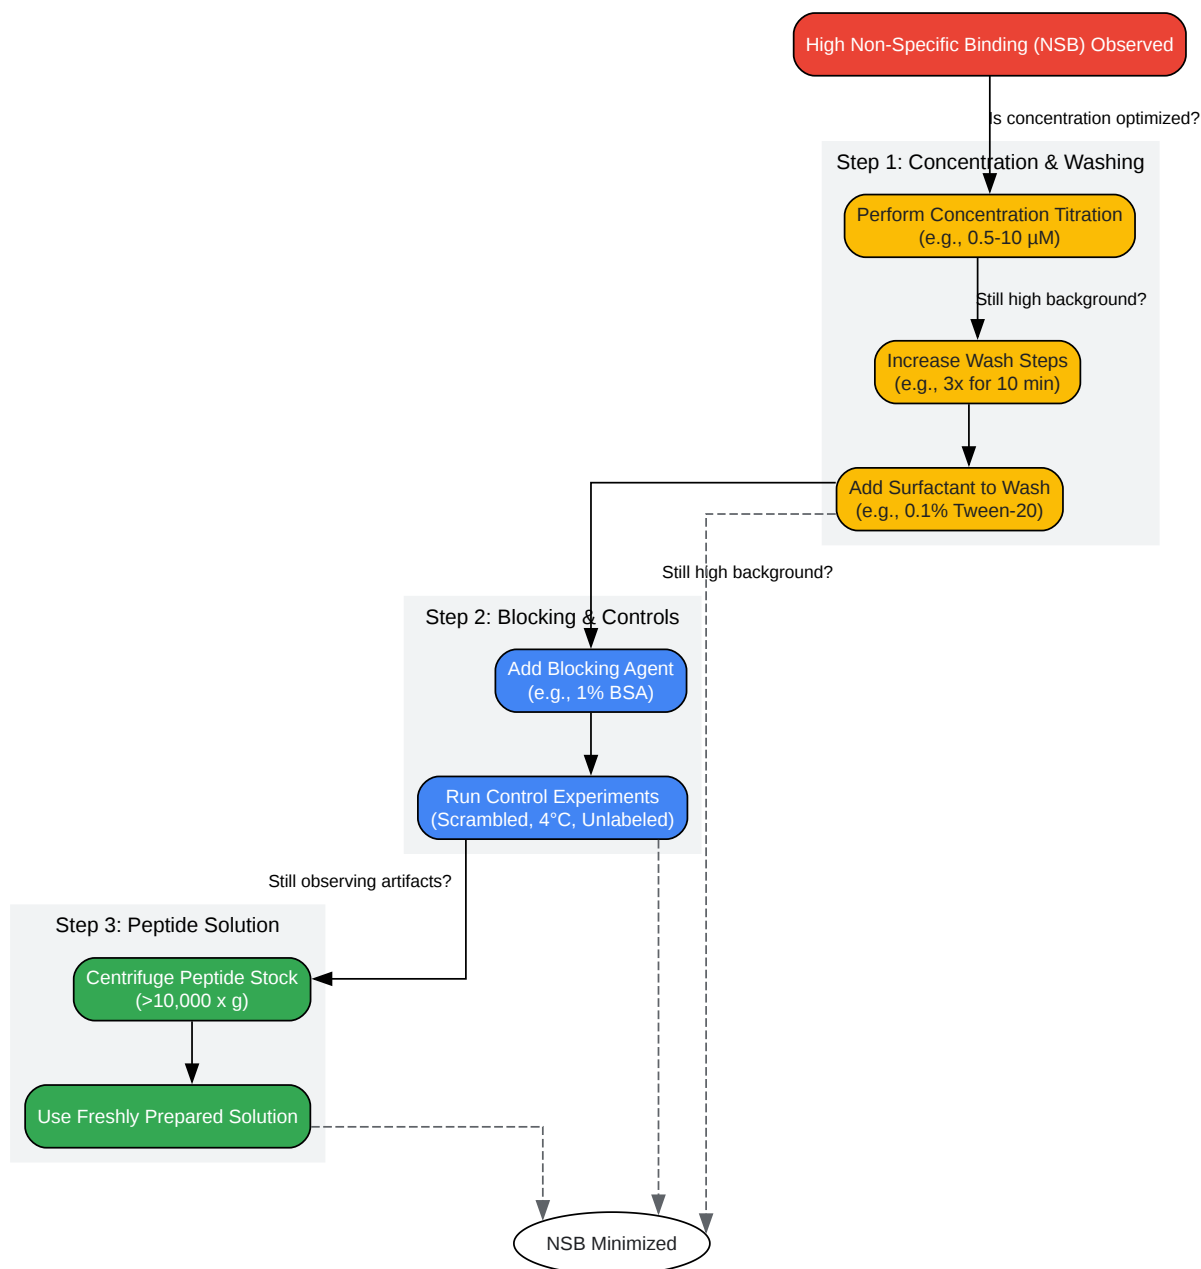 High Non-Specific Binding (NSB) Observed
Is concentration optimized?
Step 1: Concentration & Washing
Perform Concentration Titration
(e.g., 0.5-10 µM)
Still high background?
Increase Wash Steps
(e.g., 3x for 10 min)
Add Surfactant to Wash
(e.g., 0.1% Tween-20)
Still high background?
Step 2: Blocking & Controls
Add Blocking Agent
(e.g., 1% BSA)
Run Control Experiments
(Scrambled, 4°C, Unlabeled)
Still observing artifacts?
Step 3: Peptide Solution
Centrifuge Peptide Stock
(>10,000 x g)
Use Freshly Prepared Solution
NSB Minimized